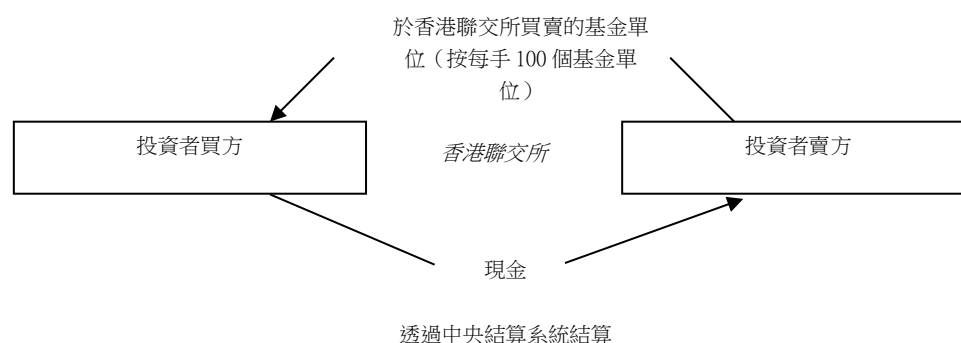 於香港聯交所買賣的基金單
位（按每手 100 個基金單
位）
投資者買方
香港聯交所
投資者賣方
現金
透過中央結算系統結算